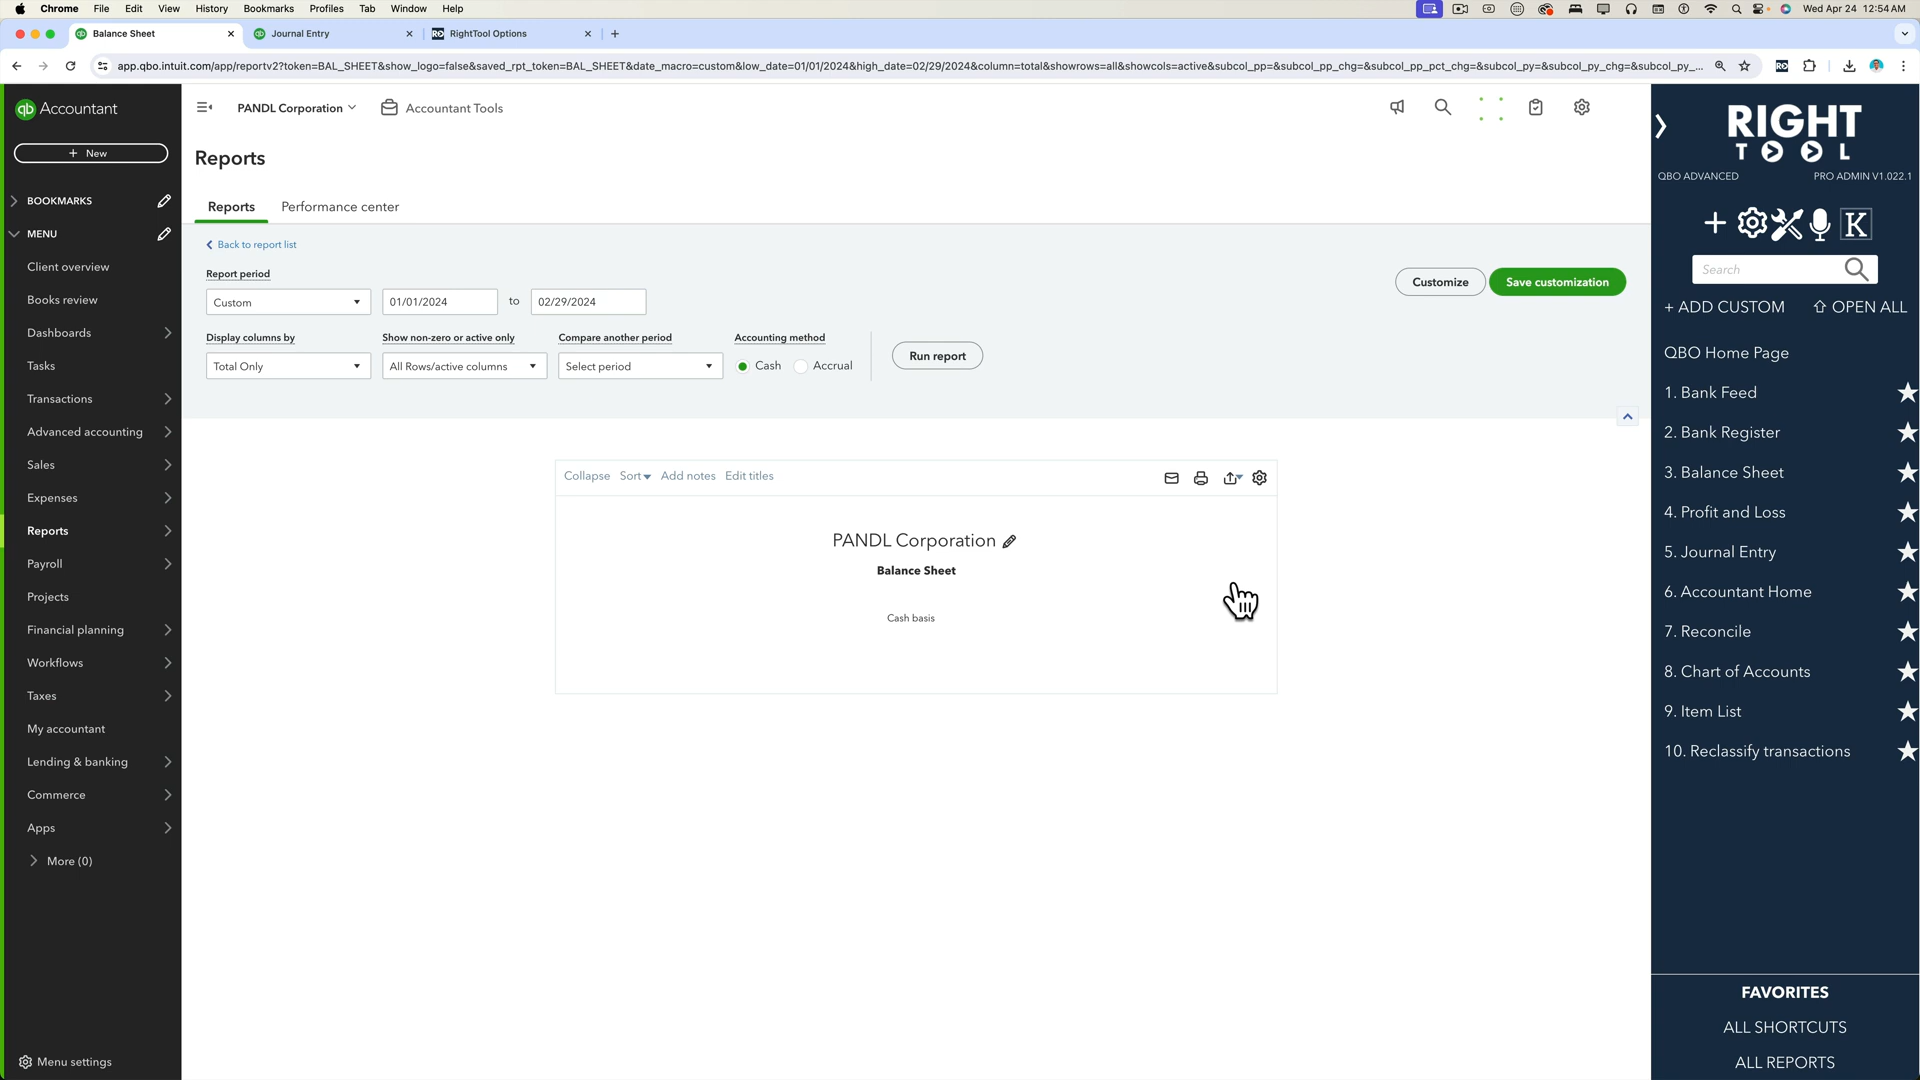 Chrome File Edit View History Bookmarks Profiles Tab Window Help Wed Apr 24 12:54 AM
Balance Sheet Journal Entry RightTool Options
app.qbo.intuit.com/app/reportv2?token=BAL_SHEET&show_logo=false&saved_rpt_token=BAL_SHEET&date_macro=custom&low_date=01/01/2024&high_date=02/29/2024&column=total&showrows=all&showcols=active&subcol_pp=&subcol_pp_chg=&subcol_pp_pct_chg=&subcol_py=&subcol_py_chg=&subcol_py_...
qb Accountant
+ New
BOOKMARKS
MENU
Client overview
Books review
Dashboards
Tasks
Transactions
Advanced accounting
Sales
Expenses
Reports
Payroll
Projects
Financial planning
Workflows
Taxes
My accountant
Lending & banking
Commerce
Apps
More (0)
Menu settings
PANDL Corporation Accountant Tools
Reports
Reports Performance center
Back to report list
Report period
Custom 01/01/2024 to 02/29/2024
Customize Save customization
Display columns by Show non-zero or active only Compare another period Accounting method
Total Only All Rows/active columns Select period Cash Accrual Run report
Collapse Sort Add notes Edit titles
PANDL Corporation
Balance Sheet
Cash basis
RIGHT
TOOL
QBO ADVANCED PRO ADMIN V1.022.1
K
Search
+ ADD CUSTOM OPEN ALL
QBO Home Page
1. Bank Feed
2. Bank Register
3. Balance Sheet
4. Profit and Loss
5. Journal Entry
6. Accountant Home
7. Reconcile
8. Chart of Accounts
9. Item List
10. Reclassify transactions
FAVORITES
ALL SHORTCUTS
ALL REPORTS